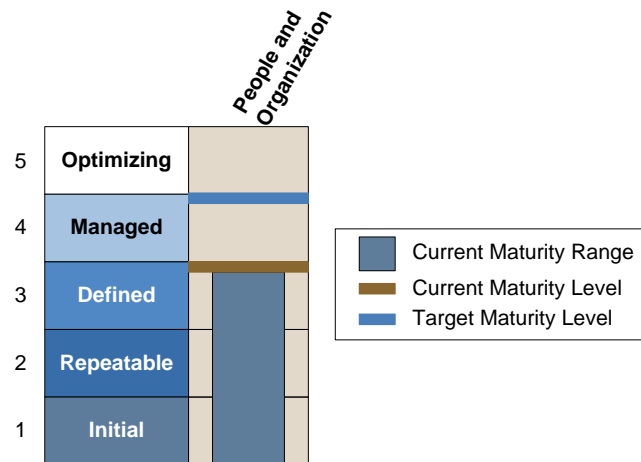 People and
Organization
5 Optimizing
4 Managed
3 Defined
2 Repeatable
1 Initial
Current Maturity Range
Current Maturity Level
Target Maturity Level